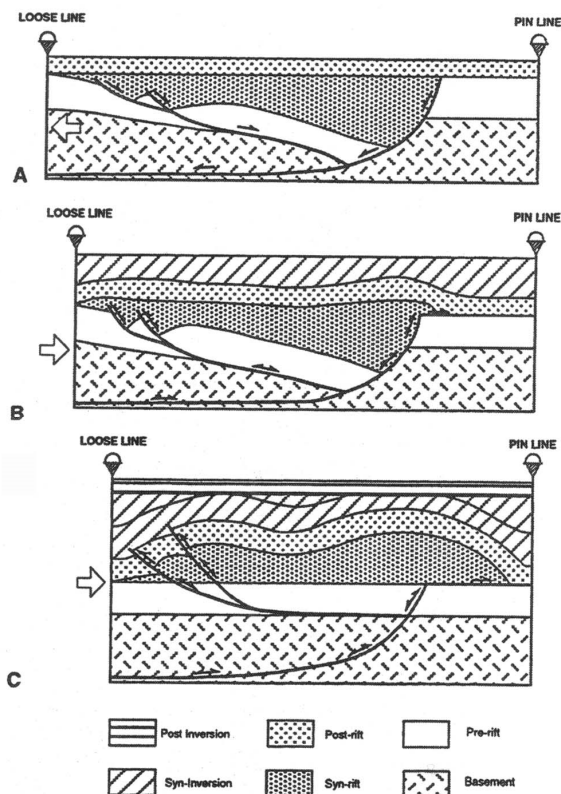 LOOSE LINE PIN LINE
A
LOOSE LINE PIN LINE
B
LOOSE LINE PIN LINE
C
Post Inversion Post-rift Pre-rift
Syn-Inversion Syn-rift Basement